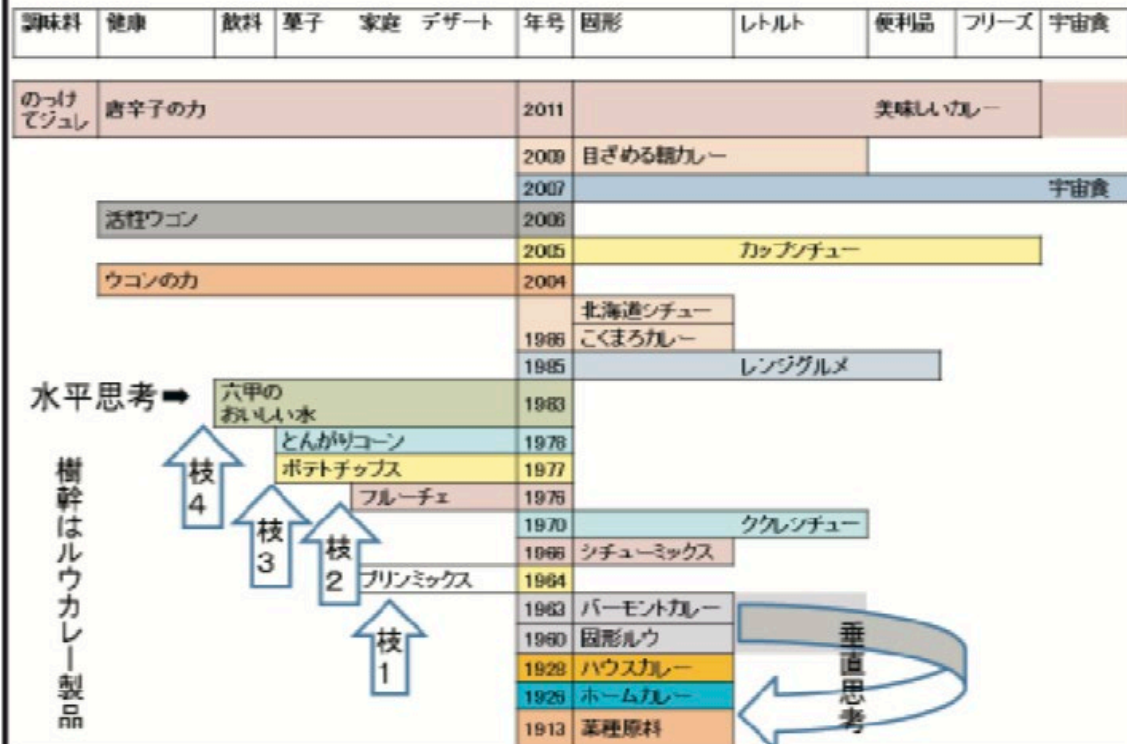 調味料 健康 飲料 菓子 家庭 デザート 年号 固形 レトルト 便利品 フリーズ 宇宙食
のっけ
てジュレ 唐辛子の力 2011 美味しいカレー
2009 目ざめる朝カレー
2007 宇宙食
活性ウコン 2006
2005 カップシチュー
ウコンの力 2004
北海道シチュー
1986 こくまろカレー
1985 レンジグルメ
水平思考➡ 六甲の
おいしい水 1983
とんがりコーン 1978
ポテトチップス 1977
フルーチェ 1976
1970 ククレシチュー
1966 シチューミックス
プリンミックス 1964
1963 バーモントカレー
1960 固形ルウ
1928 ハウスカレー
1926 ホームカレー
1913 薬種原料
枝4
枝3
枝2
枝1
樹幹はルウカレー製品
垂直思考